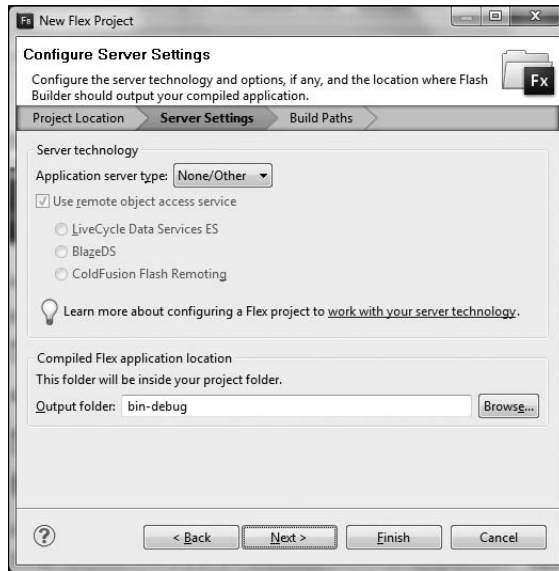 Fb New Flex Project
Configure Server Settings
Configure the server technology and options, if any, and the location where Flash
Builder should output your compiled application.
Fx
Project Location Server Settings Build Paths
Server technology
Application server type: None/Other
Use remote object access service
LiveCycle Data Services ES
BlazeDS
ColdFusion Flash Remoting
Learn more about configuring a Flex project to work with your server technology.
Compiled Flex application location
This folder will be inside your project folder.
Output folder: bin-debug Browse...
? < Back Next > Finish Cancel